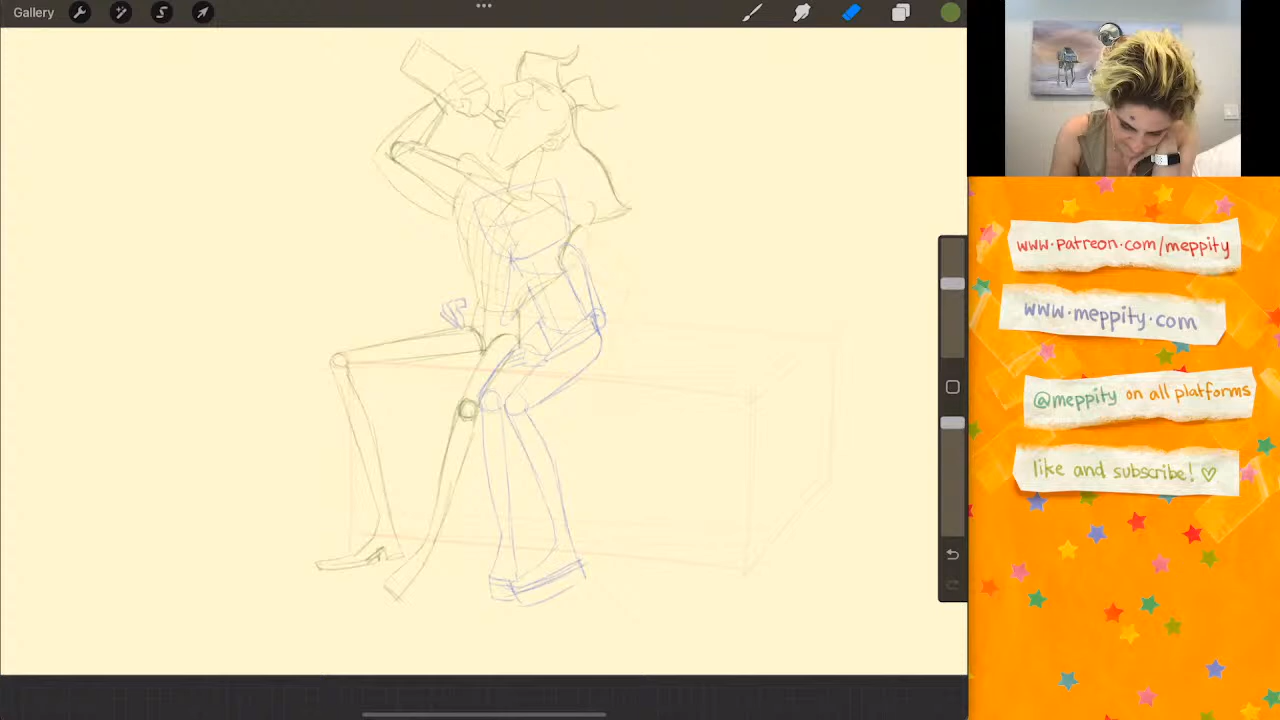 Gallery
www.patreon.com/meppity
www.meppity.com
@meppity on all platforms
like and subscribe! ♡